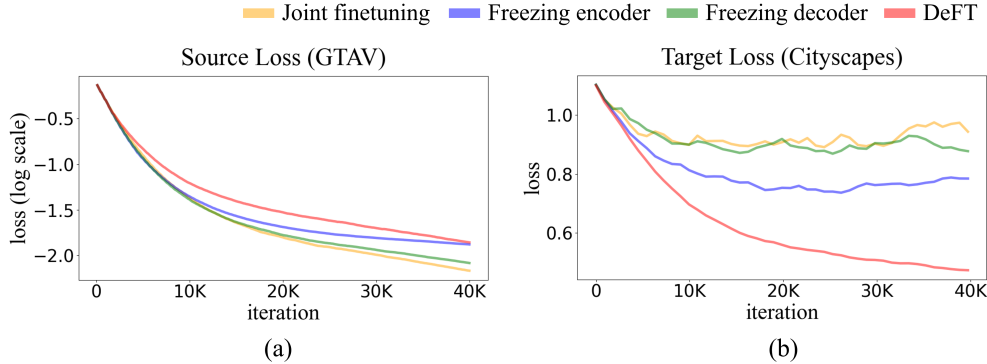 Joint finetuning Freezing encoder Freezing decoder DeFT
Source Loss (GTAV)
loss (log scale)
−0.5
−1.0
−1.5
−2.0
0 10K 20K 30K 40K
iteration
(a)
Target Loss (Cityscapes)
loss
1.0
0.8
0.6
0 10K 20K 30K 40K
iteration
(b)